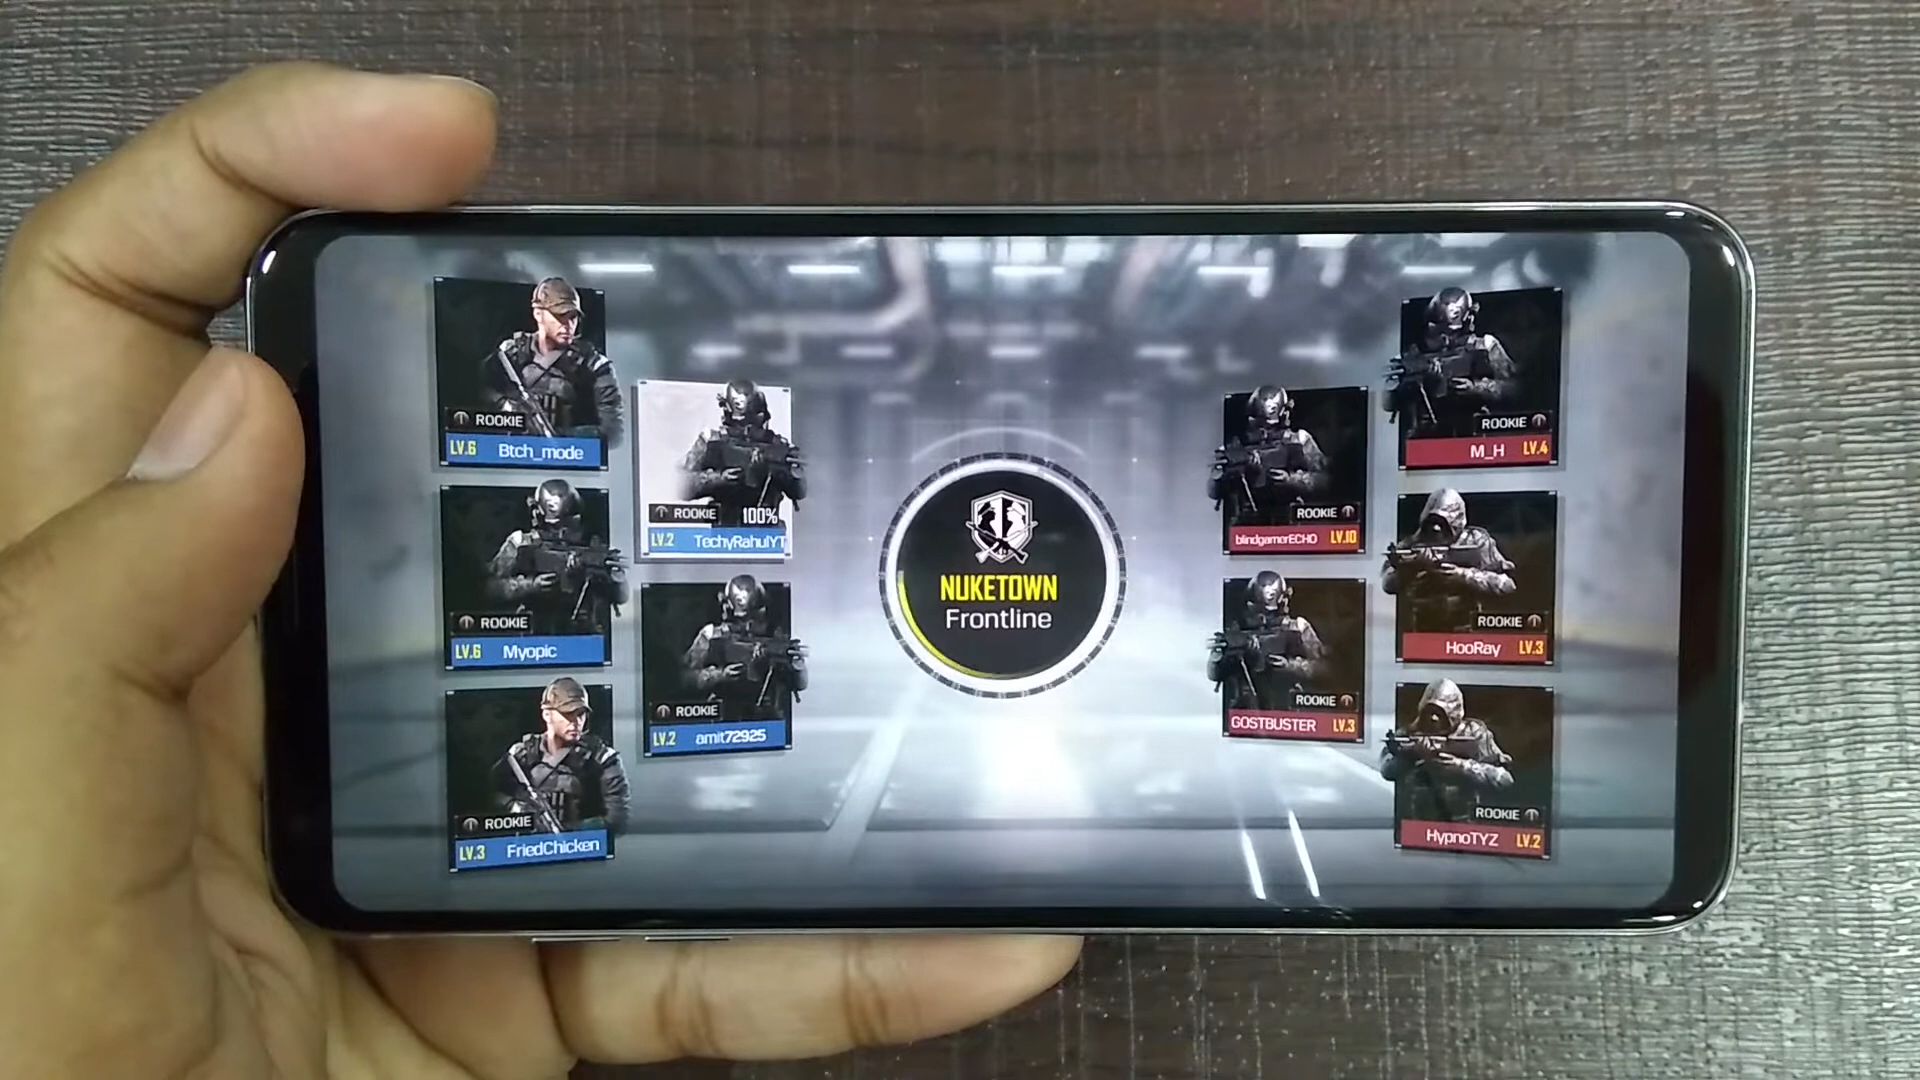 ROOKIE
LV.6 Btch_mode
ROOKIE
LV.6 Myopic
ROOKIE
LV.3 FriedChicken
ROOKIE 100%
LV.2 TechyRahulYT
ROOKIE
LV.2 amit72925
NUKETOWN
Frontline
ROOKIE
blindgamerECHO LV.10
ROOKIE
GOSTBUSTER LV.3
ROOKIE
M_H LV.4
ROOKIE
HooRay LV.3
ROOKIE
HypnoTYZ LV.2